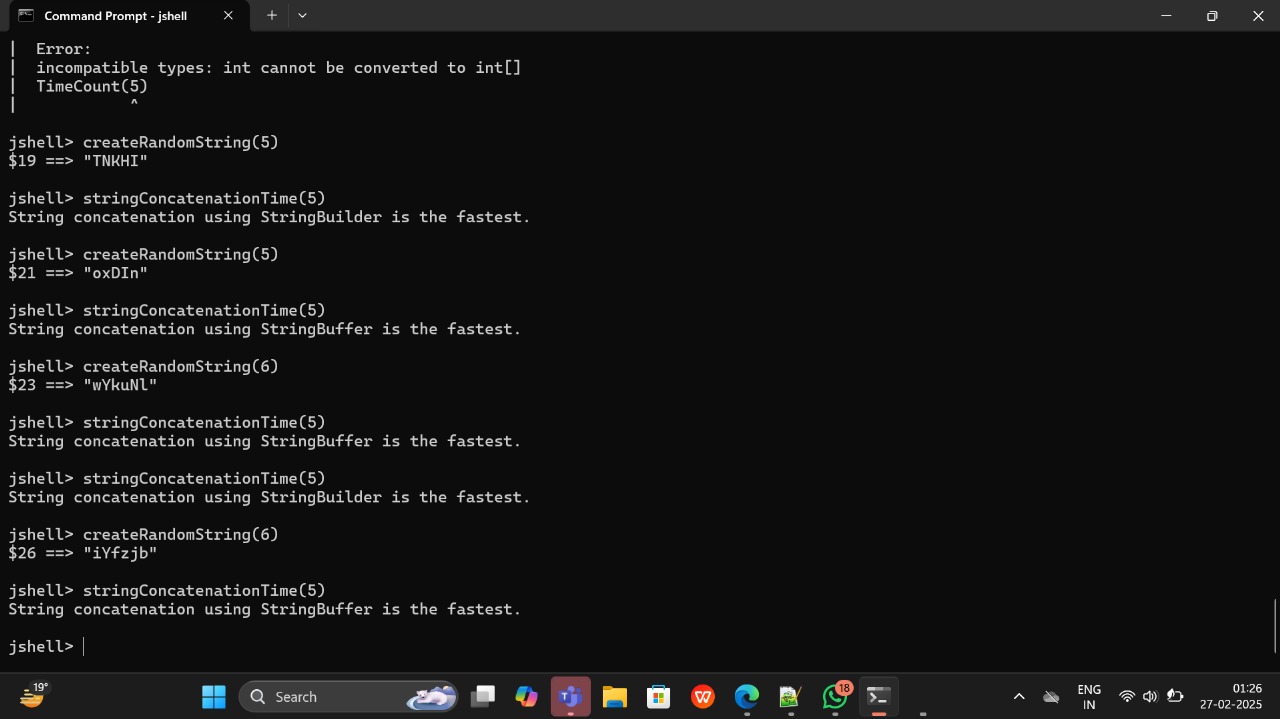 Command Prompt - jshell
|  Error:
|  incompatible types: int cannot be converted to int[]
|  TimeCount(5)
|            ^
jshell> createRandomString(5)
$19 ==> "TNKHI"
jshell> stringConcatenationTime(5)
String concatenation using StringBuilder is the fastest.
jshell> createRandomString(5)
$21 ==> "oxDIn"
jshell> stringConcatenationTime(5)
String concatenation using StringBuffer is the fastest.
jshell> createRandomString(6)
$23 ==> "wYkuNl"
jshell> stringConcatenationTime(5)
String concatenation using StringBuffer is the fastest.
jshell> stringConcatenationTime(5)
String concatenation using StringBuilder is the fastest.
jshell> createRandomString(6)
$26 ==> "iYfzjb"
jshell> stringConcatenationTime(5)
String concatenation using StringBuffer is the fastest.
jshell>
19°
Search
18
ENG
IN
01:26
27-02-2025